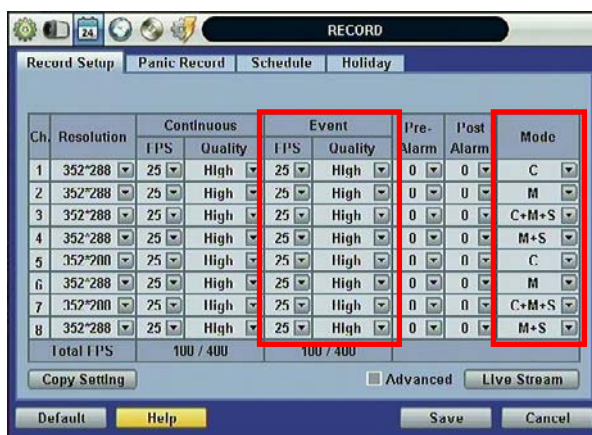 24 RECORD
Record Setup Panic Record Schedule Holiday
Ch. Resolution Continuous Event Pre-Alarm Post Alarm Mode
FPS Quality FPS Quality
1 352*288 25 High 25 High 0 0 C
2 352*288 25 High 25 High 0 0 M
3 352*288 25 High 25 High 0 0 C+M+S
4 352*288 25 High 25 High 0 0 M+S
5 352*288 25 High 25 High 0 0 C
6 352*288 25 High 25 High 0 0 M
7 352*288 25 High 25 High 0 0 C+M+S
8 352*288 25 High 25 High 0 0 M+S
Total FPS 100 / 400 100 / 400
Copy Setting Advanced Live Stream
Default Help Save Cancel